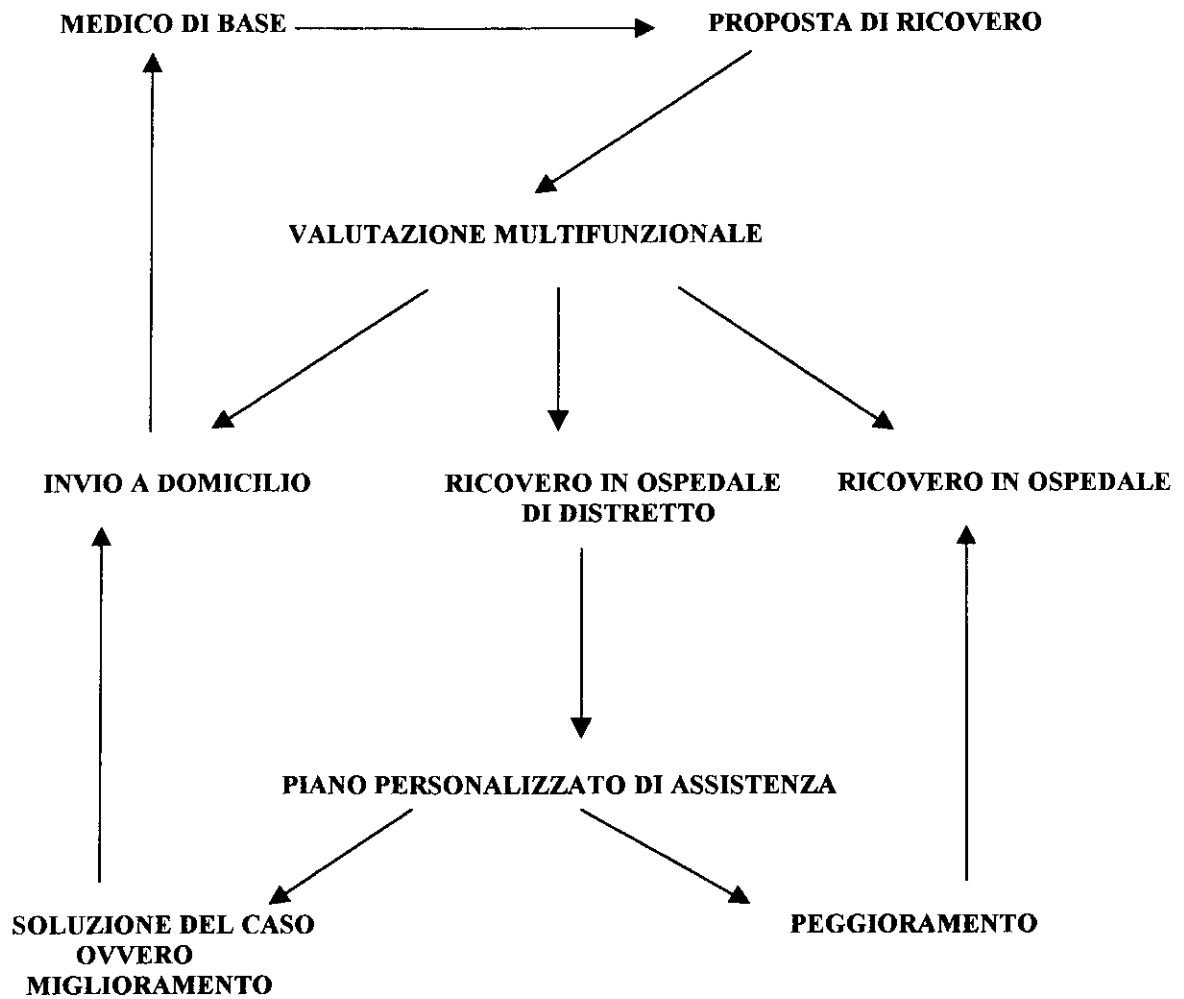 MEDICO DI BASE
PROPOSTA DI RICOVERO
VALUTAZIONE MULTIFUNZIONALE
INVIO A DOMICILIO
RICOVERO IN OSPEDALE
DI DISTRETTO
RICOVERO IN OSPEDALE
PIANO PERSONALIZZATO DI ASSISTENZA
SOLUZIONE DEL CASO
OVVERO
MIGLIORAMENTO
PEGGIORAMENTO